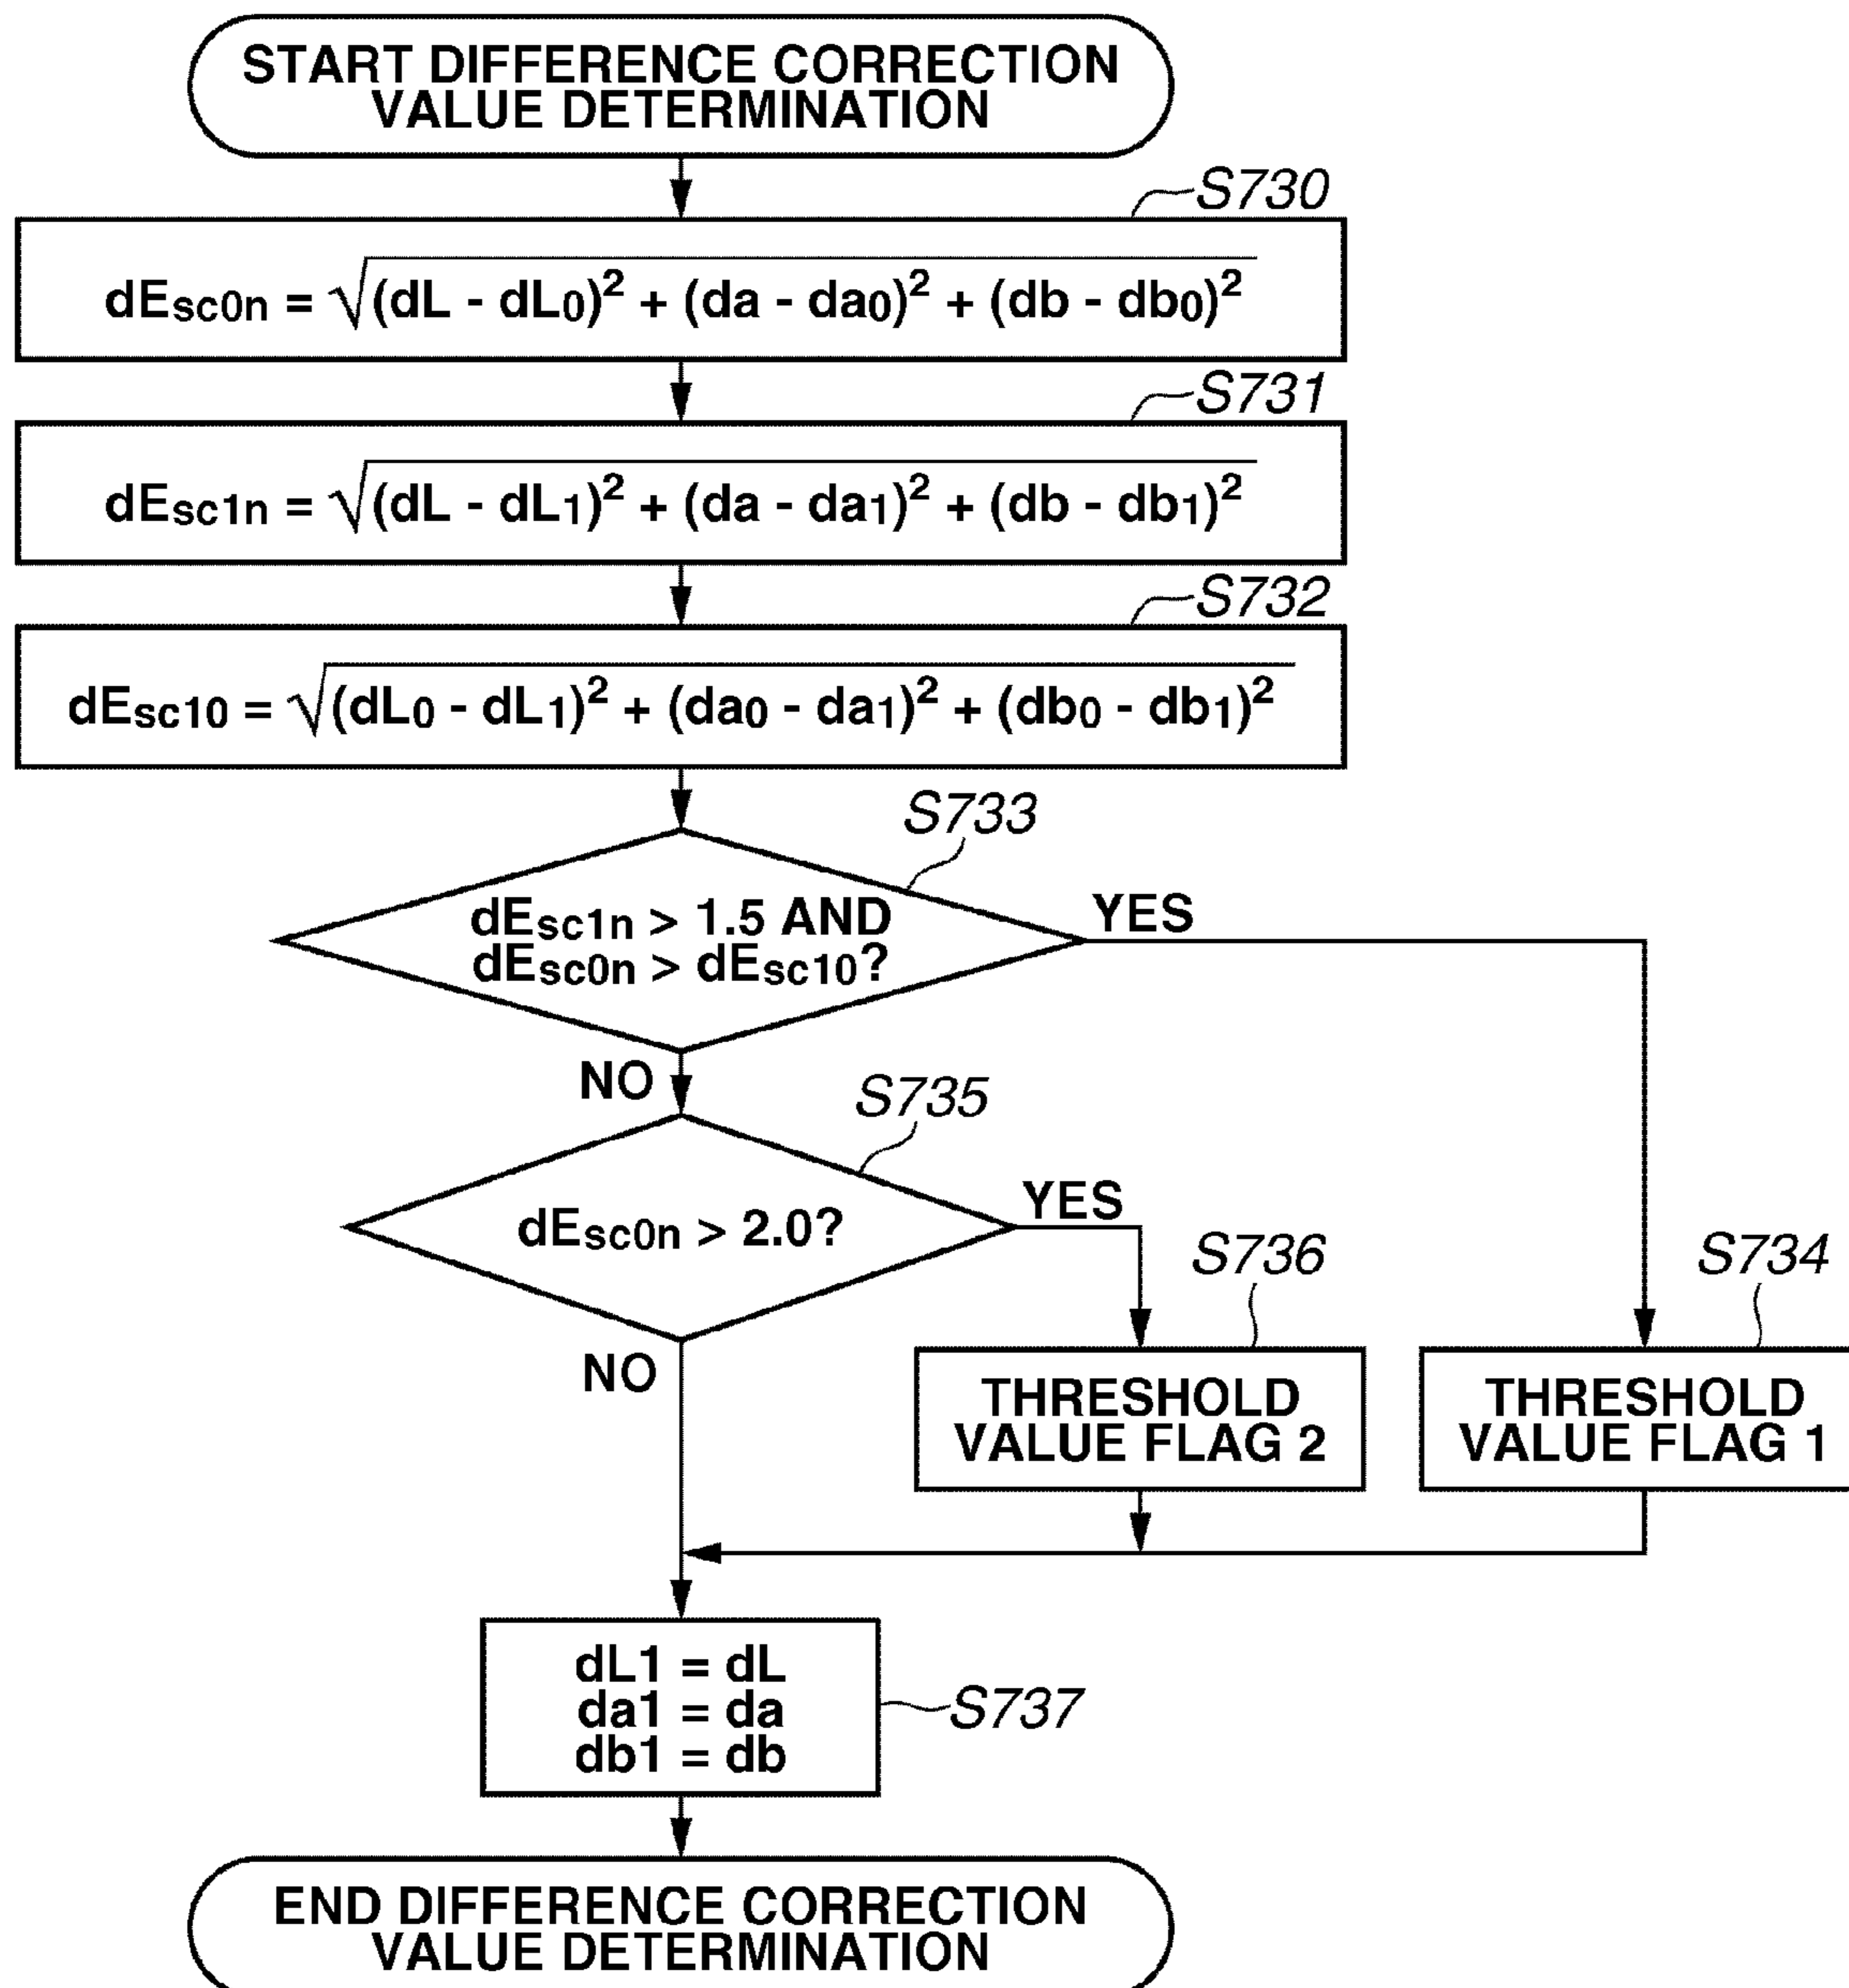 START DIFFERENCE CORRECTION
VALUE DETERMINATION
S730
dEsc0n = √(dL - dL0)² + (da - da0)² + (db - db0)²
S731
dEsc1n = √(dL - dL1)² + (da - da1)² + (db - db1)²
S732
dEsc10 = √(dL0 - dL1)² + (da0 - da1)² + (db0 - db1)²
S733
dEsc1n > 1.5 AND
dEsc0n > dEsc10?
YES
NO
S735
dEsc0n > 2.0?
YES
NO
S736
THRESHOLD
VALUE FLAG 2
S734
THRESHOLD
VALUE FLAG 1
dL1 = dL
da1 = da
db1 = db
S737
END DIFFERENCE CORRECTION
VALUE DETERMINATION